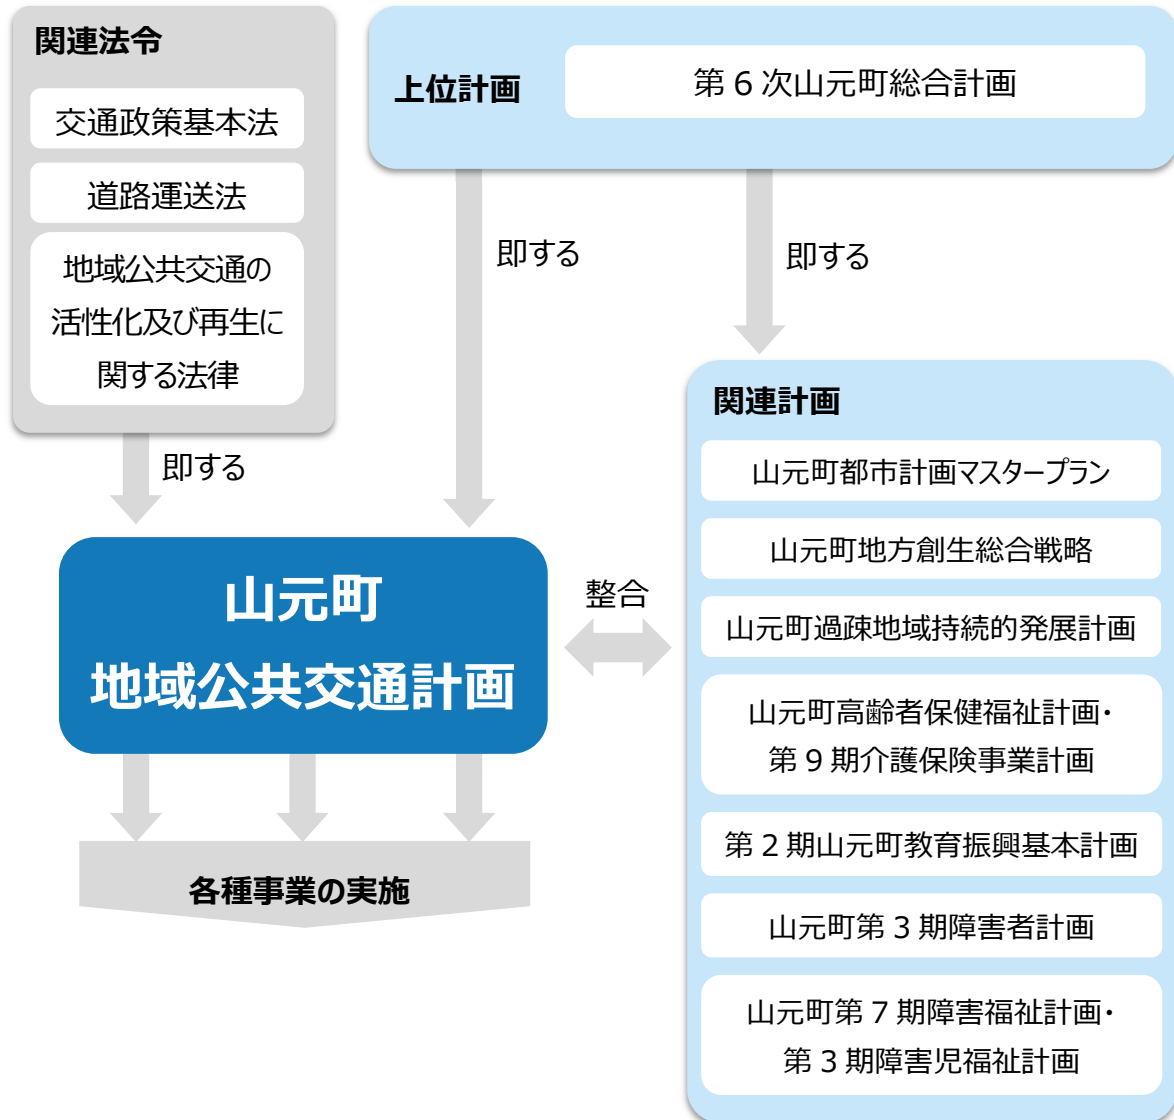 関連法令
交通政策基本法
道路運送法
地域公共交通の
活性化及び再生に
関する法律
即する
上位計画
第6次山元町総合計画
即する
即する
山元町
地域公共交通計画
整合
関連計画
山元町都市計画マスタープラン
山元町地方創生総合戦略
山元町過疎地域持続的発展計画
山元町高齢者保健福祉計画・
第9期介護保険事業計画
第2期山元町教育振興基本計画
山元町第3期障害者計画
山元町第7期障害福祉計画・
第3期障害児福祉計画
各種事業の実施